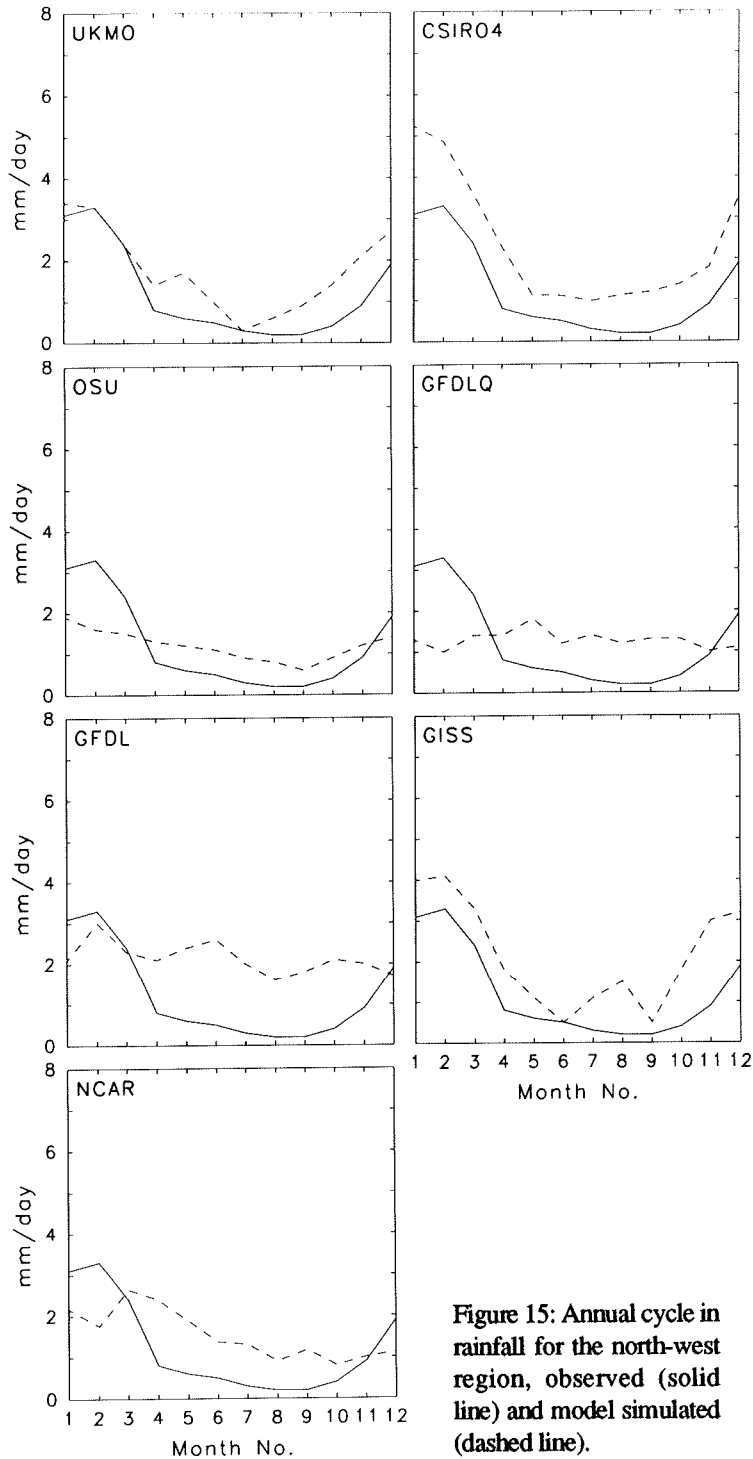 8
UKMO
CSIRO4
6
mm/day
4
2
0
8
OSU
GFDLQ
6
mm/day
4
2
0
8
GFDL
GISS
6
mm/day
4
2
0
1 2 3 4 5 6 7 8 9 10 11 12
Month No.
8
NCAR
6
mm/day
4
2
0
1 2 3 4 5 6 7 8 9 10 11 12
Month No.
Figure 15: Annual cycle in
rainfall for the north-west
region, observed (solid
line) and model simulated
(dashed line).